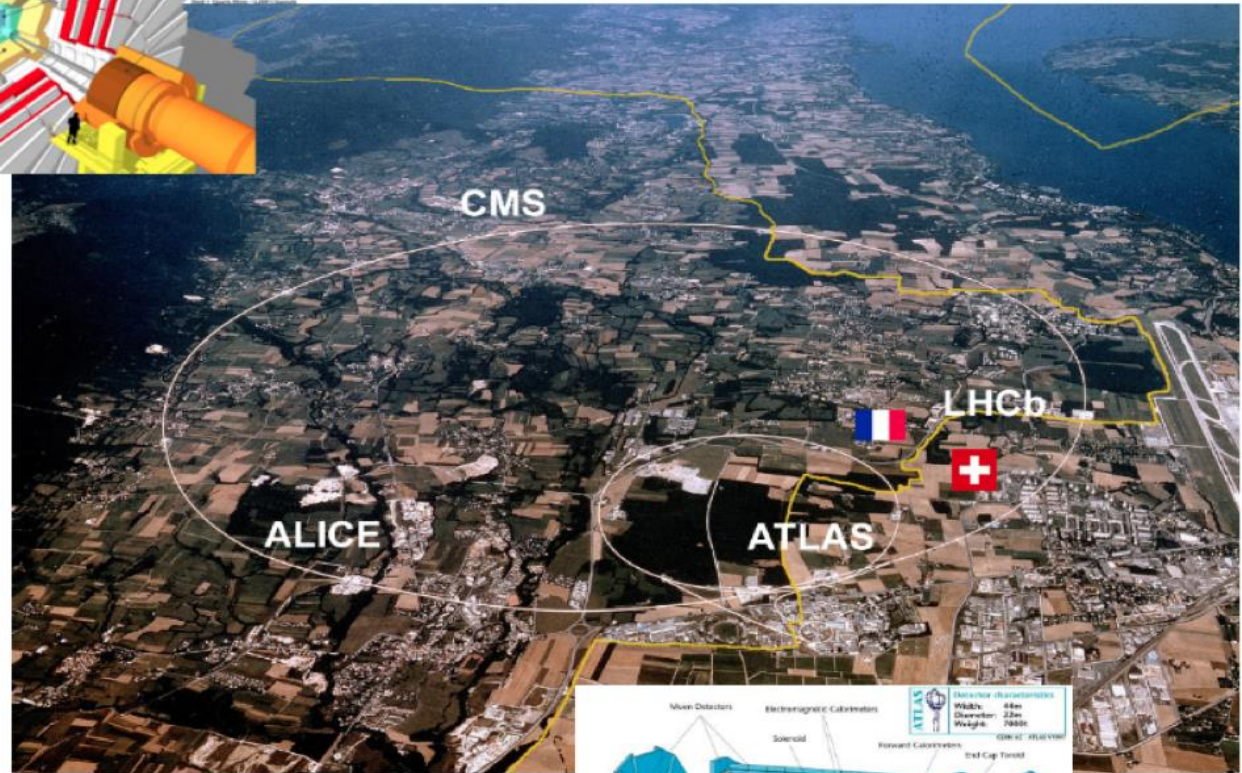 CMS
LHCb
ALICE
ATLAS
ATLAS
Detector characteristics
Width: 44m
Diameter: 22m
Weight: 7000t
Muon Detectors
Electromagnetic Calorimeters
Solenoid
Forward Calorimeters
End Cap Toroid